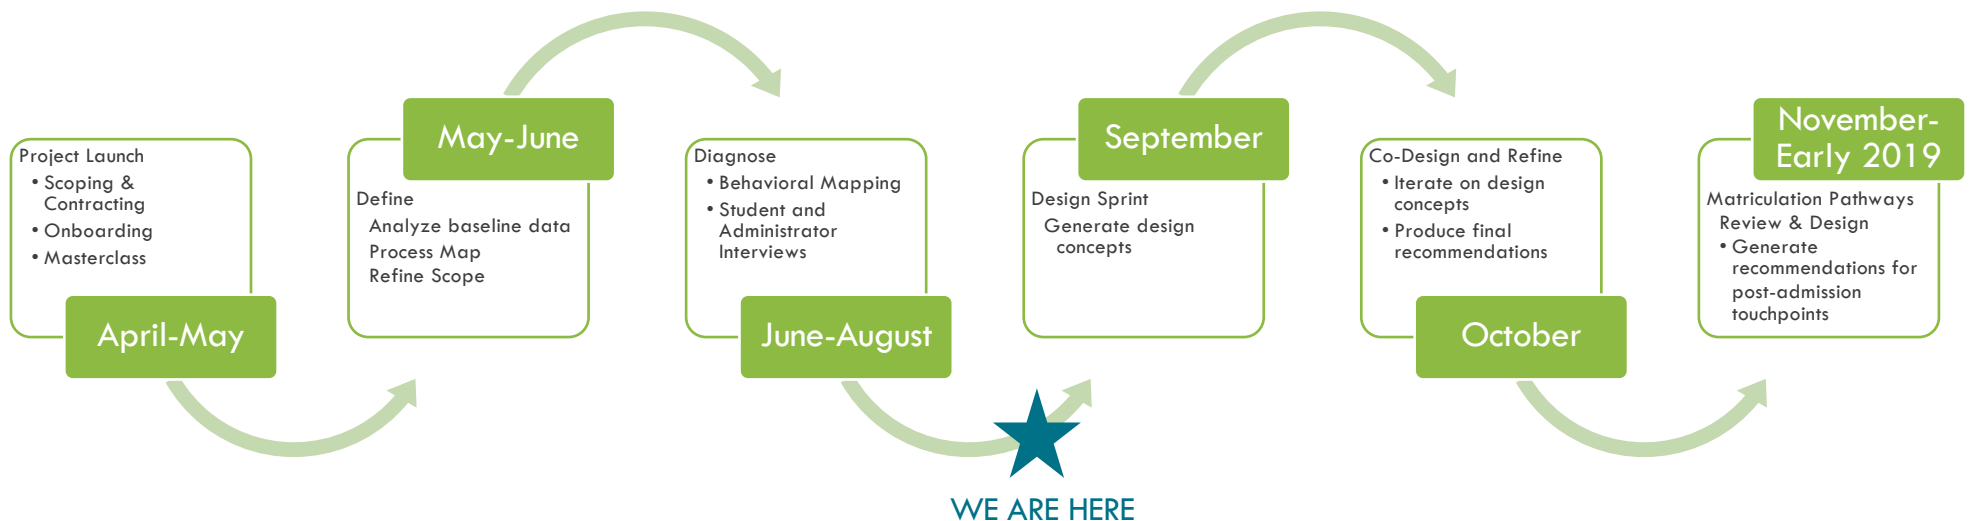 Project Launch
• Scoping &
Contracting
• Onboarding
• Masterclass
April-May
May-June
Define
Analyze baseline data
Process Map
Refine Scope
Diagnose
• Behavioral Mapping
• Student and
Administrator
Interviews
June-August
September
Design Sprint
Generate design
concepts
Co-Design and Refine
• Iterate on design
concepts
• Produce final
recommendations
October
November-
Early 2019
Matriculation Pathways
Review & Design
• Generate
recommendations for
post-admission
touchpoints
WE ARE HERE